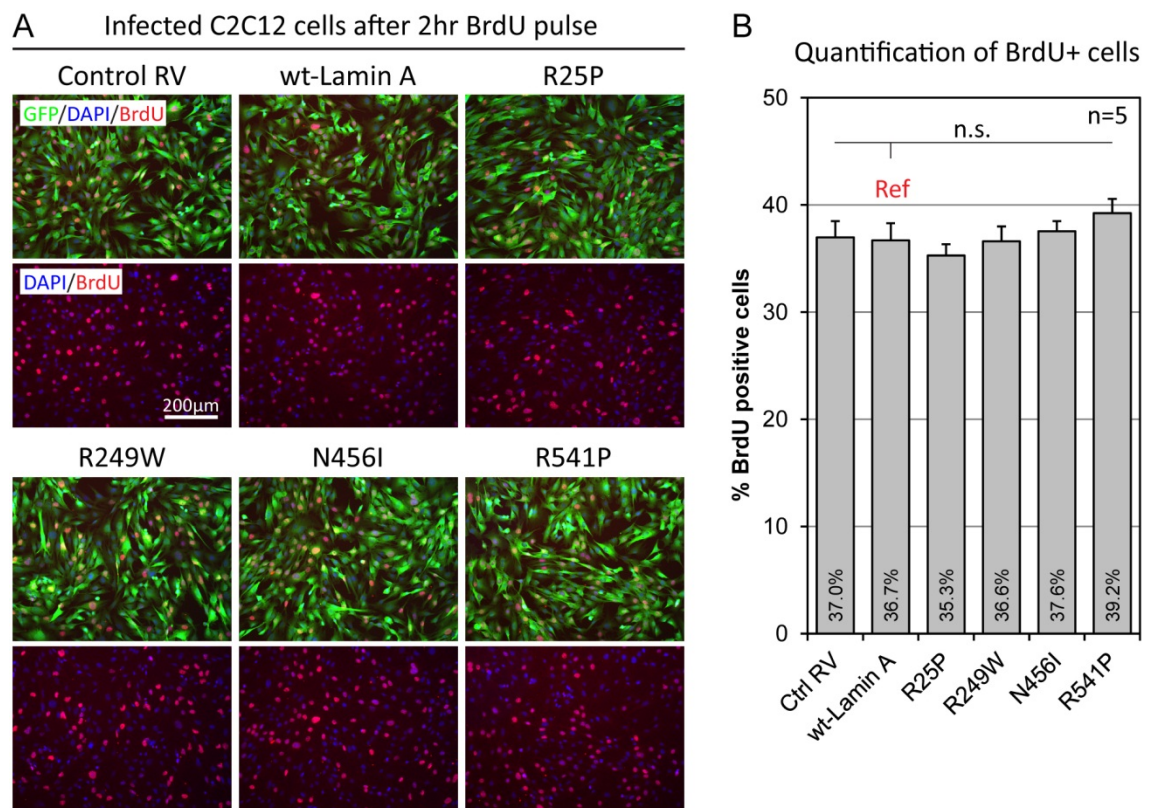 A
Infected C2C12 cells after 2hr BrdU pulse
Control RV
wt-Lamin A
R25P
GFP/DAPI/BrdU
DAPI/BrdU
200µm
R249W
N456I
R541P
B
Quantification of BrdU+ cells
% BrdU positive cells
50
40
30
20
10
0
n=5
n.s.
Ref
37.0%
36.7%
35.3%
36.6%
37.6%
39.2%
Ctrl RV
wt-Lamin A
R25P
R249W
N456I
R541P